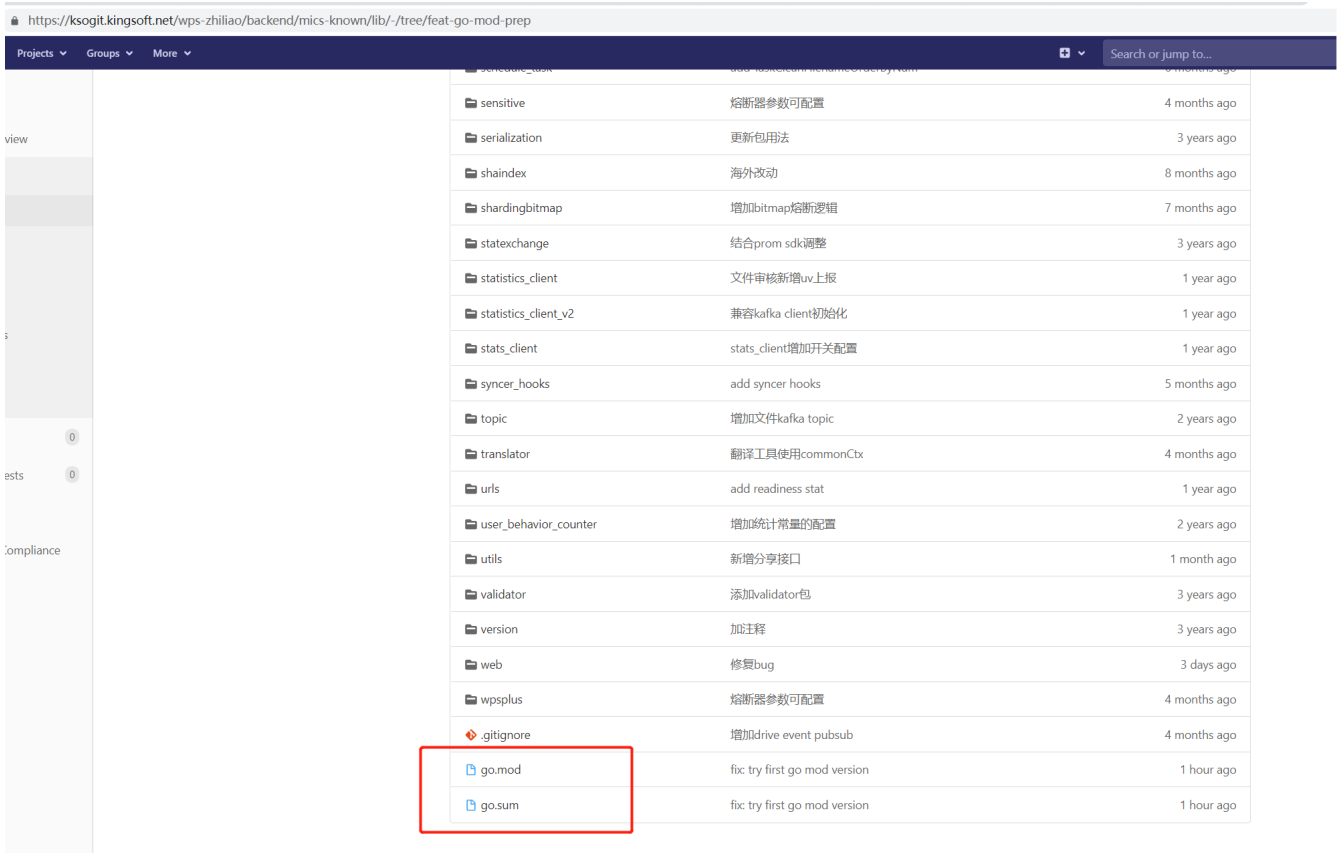 https://ksogit.kingsoft.net/wps-zhiliao/backend/mics-known/lib/-/tree/feat-go-mod-prep
Projects Groups More Search or jump to...
schedule_task add TaskCleanFilenameOrderByNum 6 months ago
sensitive 熔断器参数可配置 4 months ago
view
serialization 更新包用法 3 years ago
shaindex 海外改动 8 months ago
shardingbitmap 增加bitmap熔断逻辑 7 months ago
statexchange 结合prom sdk调整 3 years ago
statistics_client 文件审核新增uv上报 1 year ago
statistics_client_v2 兼容kafka client初始化 1 year ago
s
stats_client stats_client增加开关配置 1 year ago
syncer_hooks add syncer hooks 5 months ago
topic 增加文件kafka topic 2 years ago
0
translator 翻译工具使用commonCtx 4 months ago
ests 0
urls add readiness stat 1 year ago
user_behavior_counter 增加统计常量的配置 2 years ago
Compliance
utils 新增分享接口 1 month ago
validator 添加validator包 3 years ago
version 加注释 3 years ago
web 修复bug 3 days ago
wpsplus 熔断器参数可配置 4 months ago
.gitignore 增加drive event pubsub 4 months ago
go.mod fix: try first go mod version 1 hour ago
go.sum fix: try first go mod version 1 hour ago